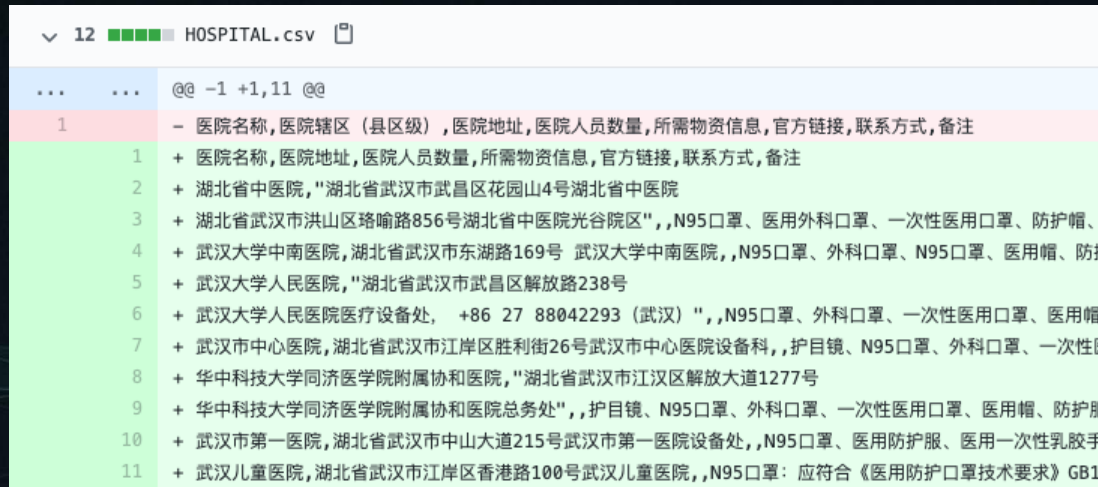 12 HOSPITAL.csv
... ... @@ -1 +1,11 @@
1 - 医院名称,医院辖区（县区级）,医院地址,医院人员数量,所需物资信息,官方链接,联系方式,备注
1 + 医院名称,医院地址,医院人员数量,所需物资信息,官方链接,联系方式,备注
2 + 湖北省中医院,"湖北省武汉市武昌区花园山4号湖北省中医院
3 + 湖北省武汉市洪山区珞喻路856号湖北省中医院光谷院区",,N95口罩、医用外科口罩、一次性医用口罩、防护帽、
4 + 武汉大学中南医院,湖北省武汉市东湖路169号 武汉大学中南医院,,N95口罩、外科口罩、N95口罩、医用帽、防护
5 + 武汉大学人民医院,"湖北省武汉市武昌区解放路238号
6 + 武汉大学人民医院医疗设备处， +86 27 88042293（武汉）",,N95口罩、外科口罩、一次性医用口罩、医用帽
7 + 武汉市中心医院,湖北省武汉市江岸区胜利街26号武汉市中心医院设备科,,护目镜、N95口罩、外科口罩、一次性医
8 + 华中科技大学同济医学院附属协和医院,"湖北省武汉市江汉区解放大道1277号
9 + 华中科技大学同济医学院附属协和医院总务处",,护目镜、N95口罩、外科口罩、一次性医用口罩、医用帽、防护服
10 + 武汉市第一医院,湖北省武汉市中山大道215号武汉市第一医院设备处,,N95口罩、医用防护服、医用一次性乳胶手
11 + 武汉儿童医院,湖北省武汉市江岸区香港路100号武汉儿童医院,,N95口罩：应符合《医用防护口罩技术要求》GB1